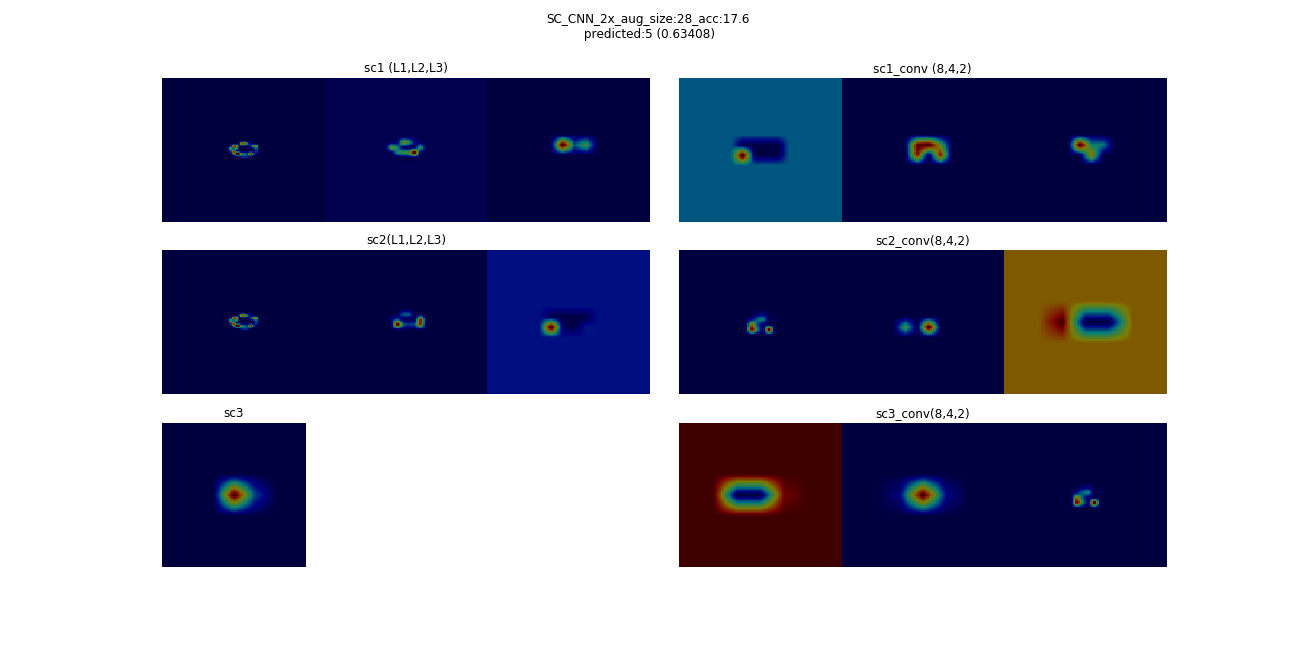 SC_CNN_2x_aug_size:28_acc:17.6
predicted:5 (0.63408)
sc1 (L1,L2,L3)
sc1_conv (8,4,2)
sc2(L1,L2,L3)
sc2_conv(8,4,2)
sc3
sc3_conv(8,4,2)